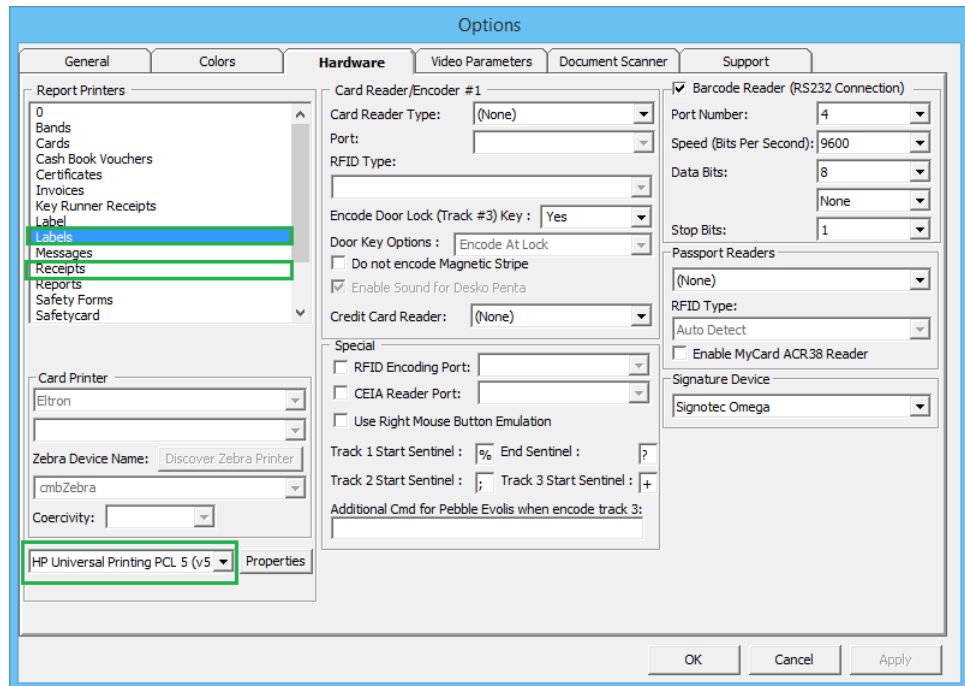 Options
General
Colors
Hardware
Video Parameters
Document Scanner
Support
Report Printers
0
Bands
Cards
Cash Book Vouchers
Certificates
Invoices
Key Runner Receipts
Label
Labels
Messages
Receipts
Reports
Safety Forms
Safetycard
Card Printer
Eltron
Zebra Device Name: Discover Zebra Printer
cmbZebra
Coercivity:
HP Universal Printing PCL 5 (v5 Properties
Card Reader/Encoder #1
Card Reader Type: (None)
Port:
RFID Type:
Encode Door Lock (Track #3) Key : Yes
Door Key Options : Encode At Lock
Do not encode Magnetic Stripe
Enable Sound for Desko Penta
Credit Card Reader: (None)
Special
RFID Encoding Port:
CEIA Reader Port:
Use Right Mouse Button Emulation
Track 1 Start Sentinel : % End Sentinel : ?
Track 2 Start Sentinel : ; Track 3 Start Sentinel : +
Additional Cmd for Pebble Evolis when encode track 3:
Barcode Reader (RS232 Connection)
Port Number: 4
Speed (Bits Per Second): 9600
Data Bits: 8
None
Stop Bits: 1
Passport Readers
(None)
RFID Type:
Auto Detect
Enable MyCard ACR38 Reader
Signature Device
Signotec Omega
OK
Cancel
Apply